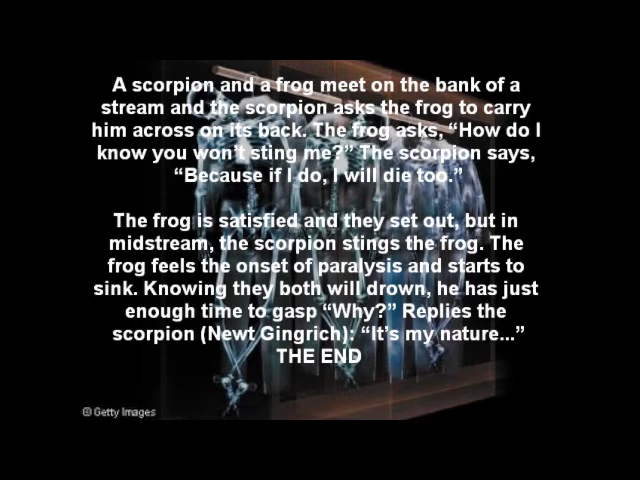 A scorpion and a frog meet on the bank of a
stream and the scorpion asks the frog to carry
him across on its back. The frog asks, “How do I
know you won’t sting me?” The scorpion says,
“Because if I do, I will die too.”
The frog is satisfied and they set out, but in
midstream, the scorpion stings the frog. The
frog feels the onset of paralysis and starts to
sink. Knowing they both will drown, he has just
enough time to gasp “Why?” Replies the
scorpion (Newt Gingrich): “It’s my nature...”
THE END
© Getty Images